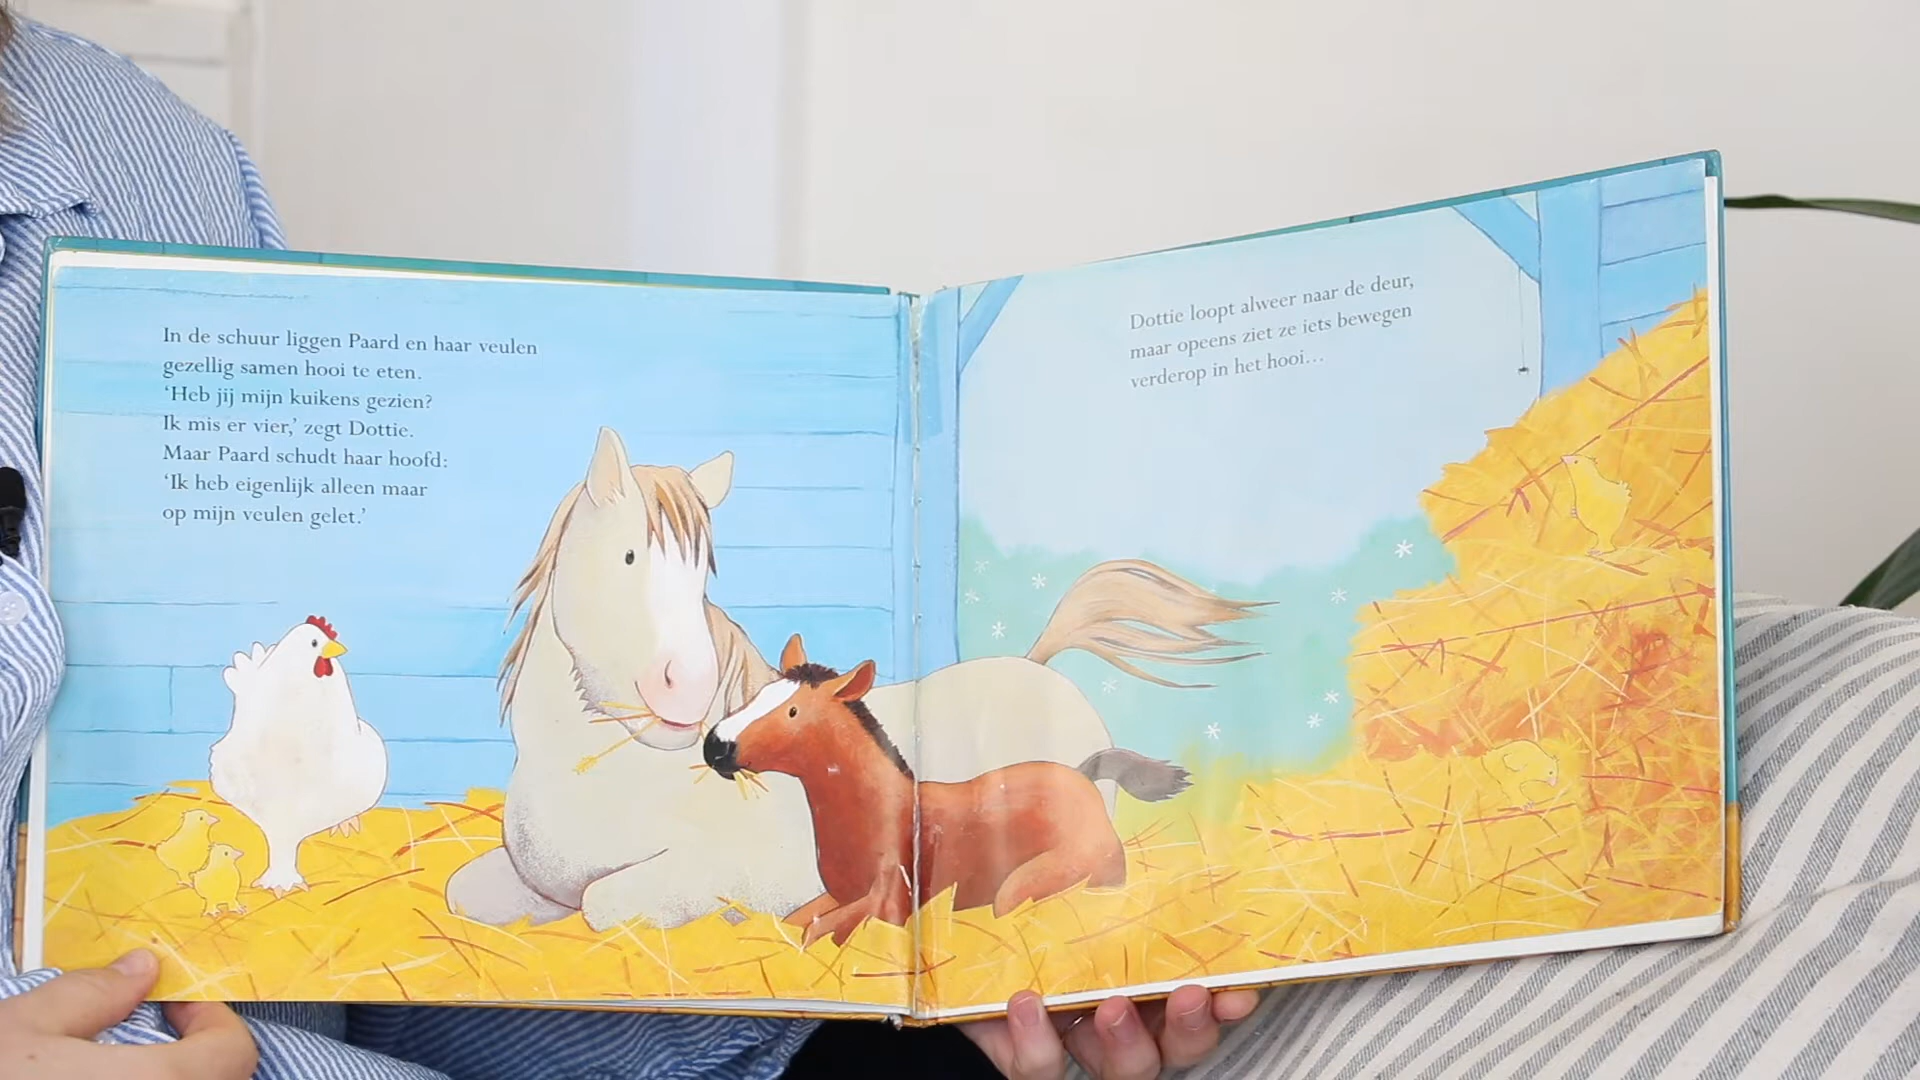 In de schuur liggen Paard en haar veulen
gezellig samen hooi te eten.
‘Heb jij mijn kuikens gezien?
Ik mis er vier,’ zegt Dottie.
Maar Paard schudt haar hoofd:
‘Ik heb eigenlijk alleen maar
op mijn veulen gelet.’
Dottie loopt alweer naar de deur,
maar opeens ziet ze iets bewegen
verderop in het hooi…